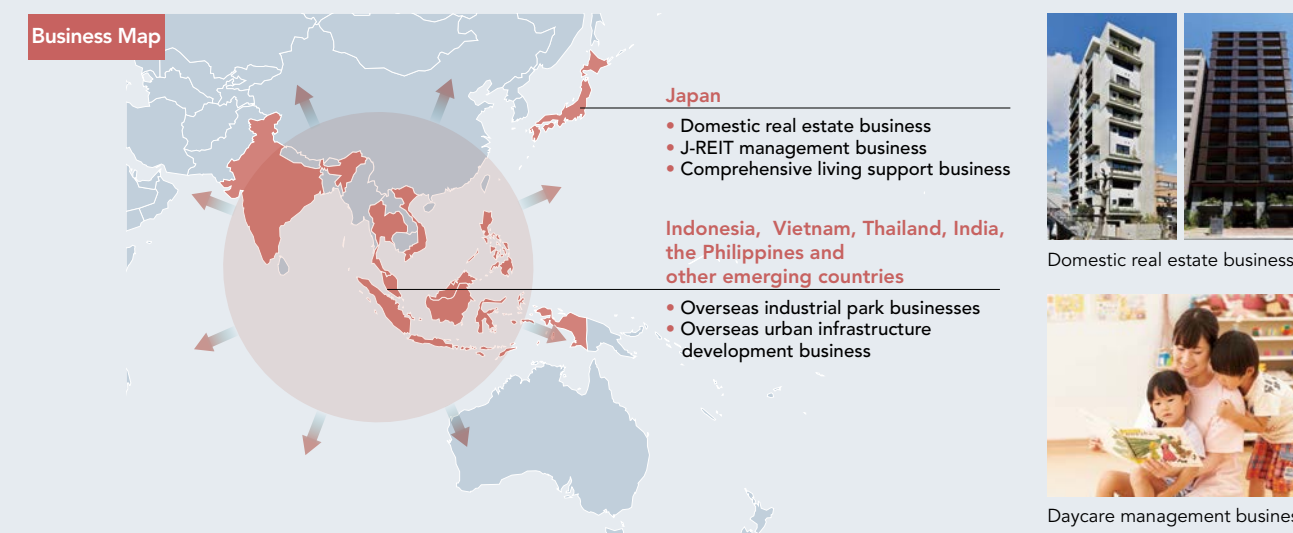 Business Map
Japan
• Domestic real estate business
• J-REIT management business
• Comprehensive living support business
Indonesia, Vietnam, Thailand, India,
the Philippines and
other emerging countries
• Overseas industrial park businesses
• Overseas urban infrastructure
development business
Domestic real estate business
Daycare management busines